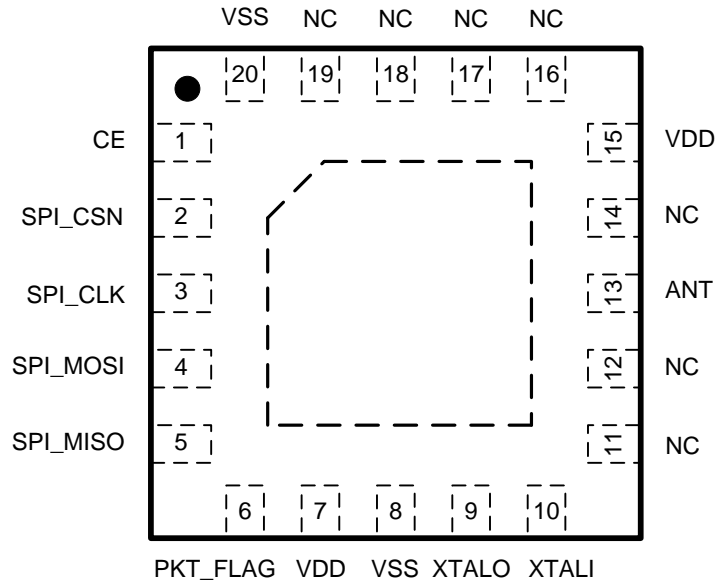 VSS NC NC NC NC
20 19 18 17 16
CE 1 15 VDD
SPI_CSN 2 14 NC
SPI_CLK 3 13 ANT
SPI_MOSI 4 12 NC
SPI_MISO 5 11 NC
6 7 8 9 10
PKT_FLAG VDD VSS XTALO XTALI